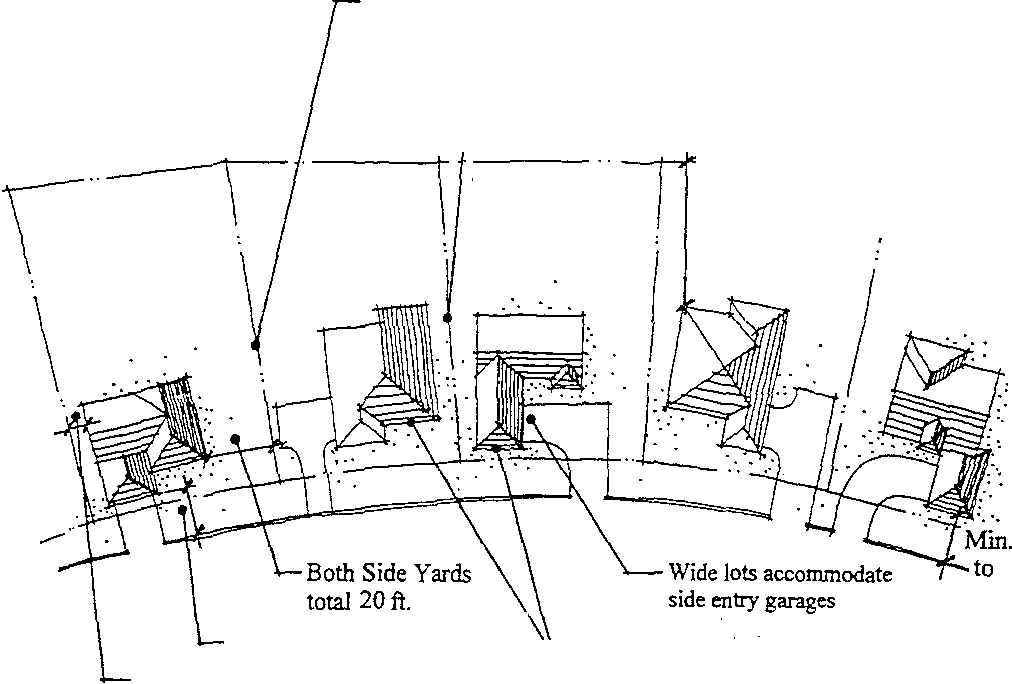 Both Side Yards
total 20 ft.
Wide lots accommodate
side entry garages
Min.
to